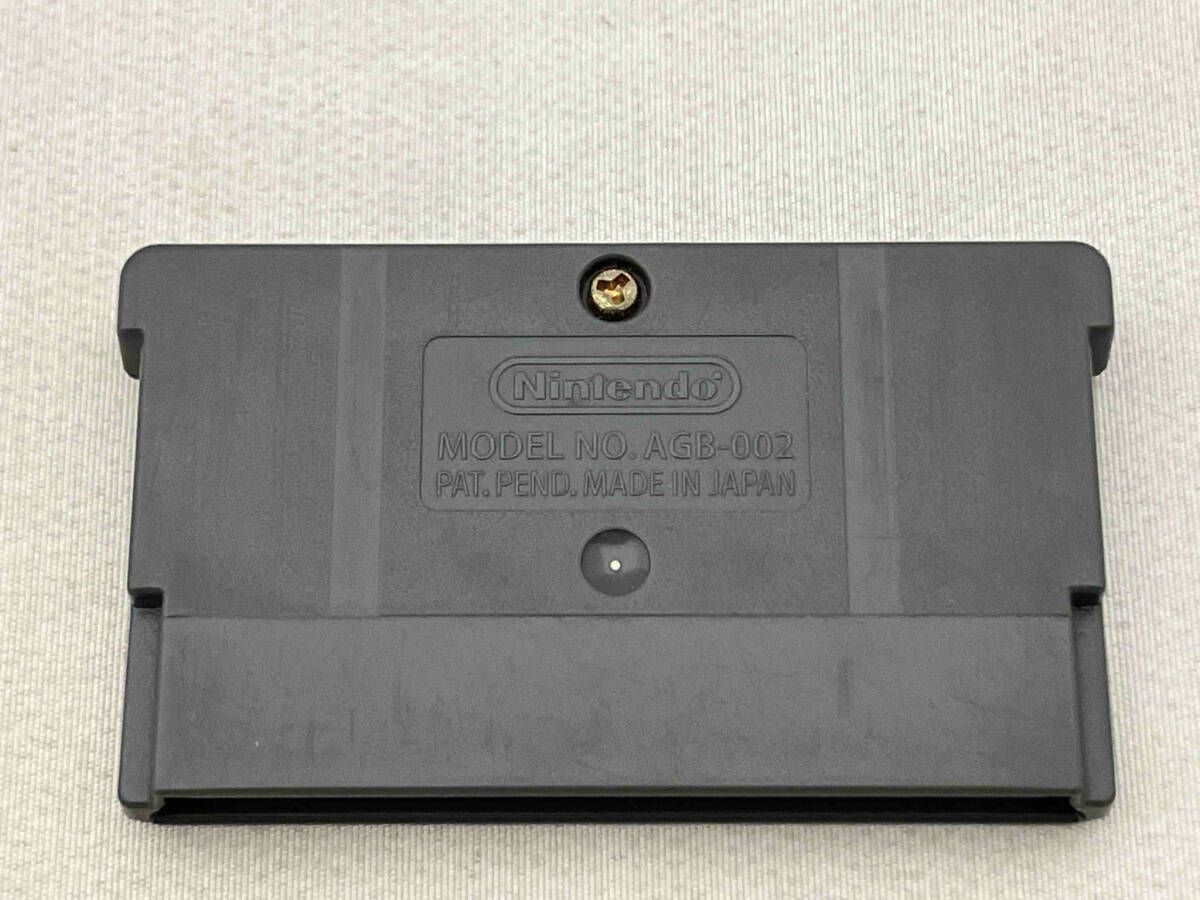 Nintendo
MODEL NO. AGB-002
PAT. PEND. MADE IN JAPAN